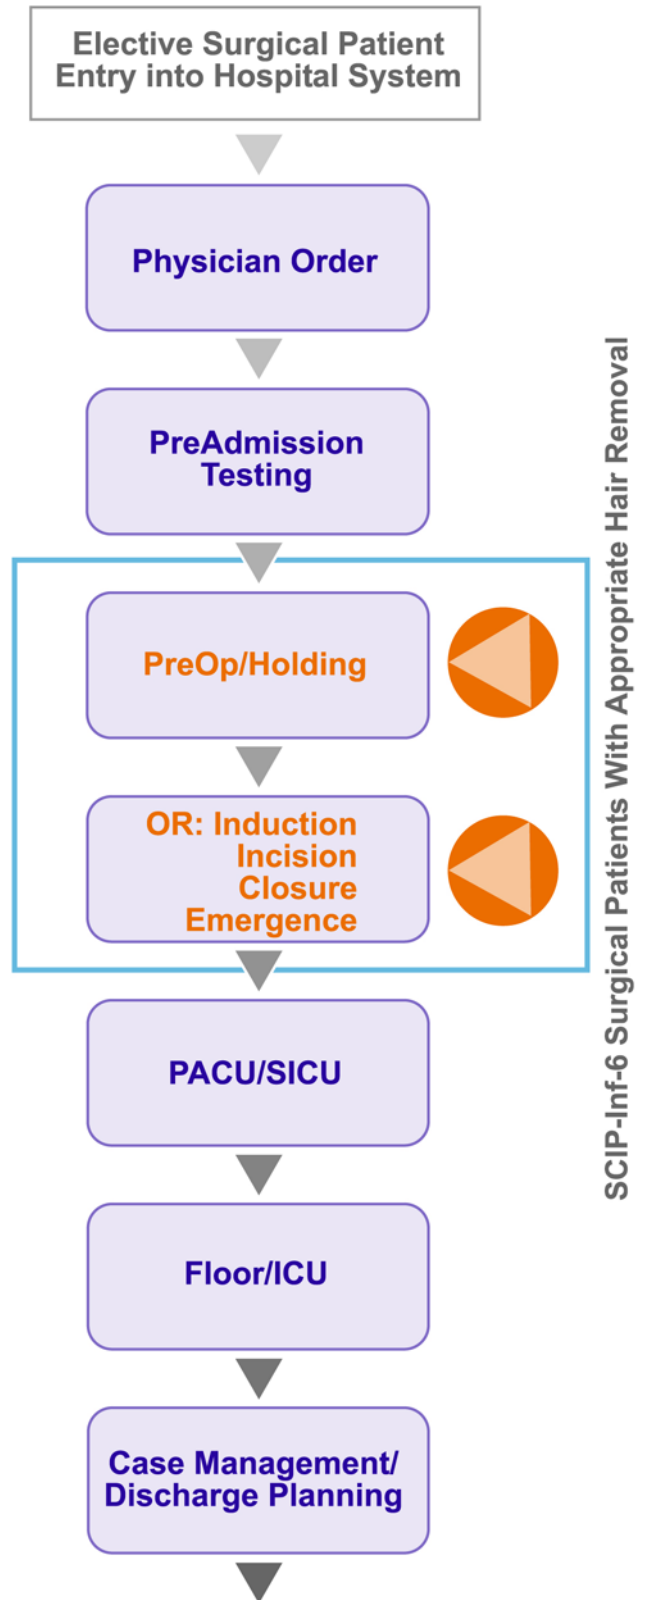 Elective Surgical Patient
Entry into Hospital System
Physician Order
PreAdmission
Testing
PreOp/Holding
OR: Induction
Incision
Closure
Emergence
PACU/SICU
Floor/ICU
Case Management/
Discharge Planning
SCIP-Inf-6 Surgical Patients With Appropriate Hair Removal